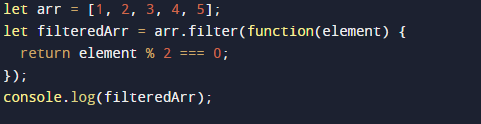 let arr = [1, 2, 3, 4, 5];
let filteredArr = arr.filter(function(element) {
  return element % 2 === 0;
});
console.log(filteredArr);